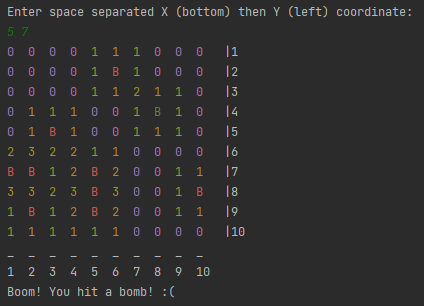 Enter space separated X (bottom) then Y (left) coordinate:
5 7
0 0 0 0 1 1 1 0 0 0 |1
0 0 0 0 1 B 1 0 0 0 |2
0 0 0 0 1 1 2 1 1 0 |3
0 1 1 1 0 0 1 B 1 0 |4
0 1 B 1 0 0 1 1 1 0 |5
2 3 2 2 1 1 0 0 0 0 |6
B B 1 2 B 2 0 0 1 1 |7
3 3 2 3 B 3 0 0 1 B |8
1 B 1 2 B 2 0 0 1 1 |9
1 1 1 1 1 1 0 0 0 0 |10
_ _ _ _ _ _ _ _ _ _
1 2 3 4 5 6 7 8 9 10
Boom! You hit a bomb! :(